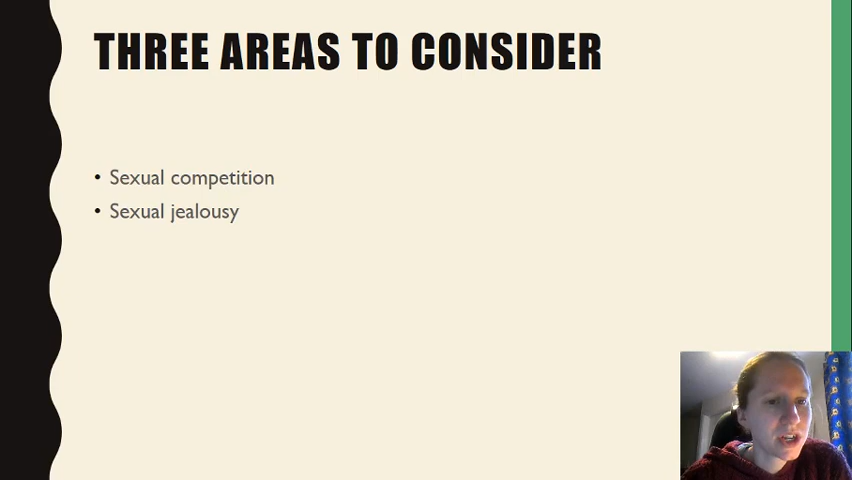 THREE AREAS TO CONSIDER
• Sexual competition
• Sexual jealousy